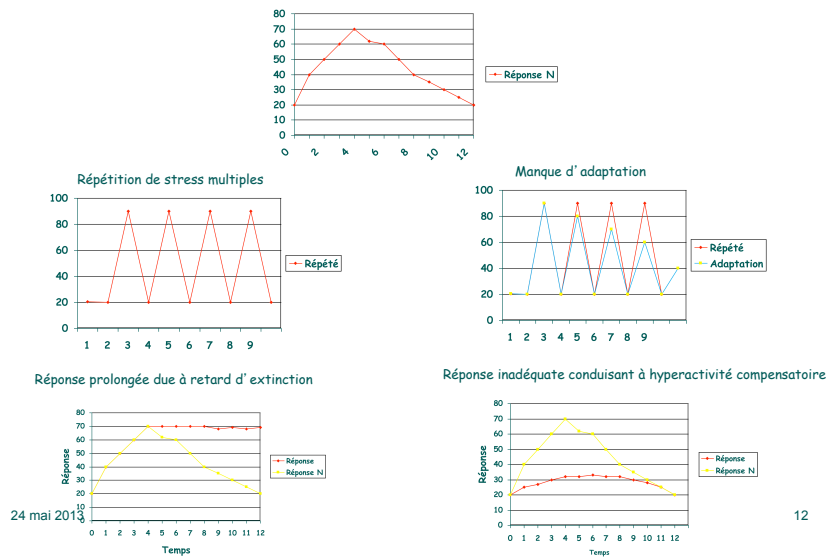 80
70
60
50
40
30
20
10
0
0 2 4 6 8 10 12
Réponse N
Répétition de stress multiples
100
80
60
40
20
0
1 2 3 4 5 6 7 8 9
Répété
Manque d'adaptation
100
80
60
40
20
0
1 2 3 4 5 6 7 8 9
Répété
Adaptation
Réponse prolongée due à retard d'extinction
Réponse
80
70
60
50
40
30
20
10
0
0 1 2 3 4 5 6 7 8 9 10 11 12
Temps
Réponse
Réponse N
Réponse inadéquate conduisant à hyperactivité compensatoire
Réponse
80
70
60
50
40
30
20
10
0
0 1 2 3 4 5 6 7 8 9 10 11 12
Temps
Réponse
Réponse N
24 mai 2013
12